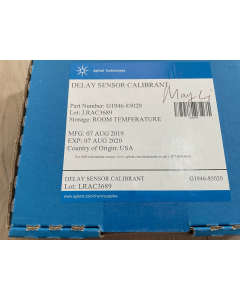 Agilent Technologies
DELAY SENSOR CALIBRANT
Part Number: G1946-85020
Lot: LRAC3689
Storage: ROOM TEMPERATURE
MFG: 07 AUG 2019
EXP: 07 AUG 2020
Country of Origin: USA
DELAY SENSOR CALIBRANT G1946-85020
Lot: LRAC3689
www.agilent.com/chem/supplies